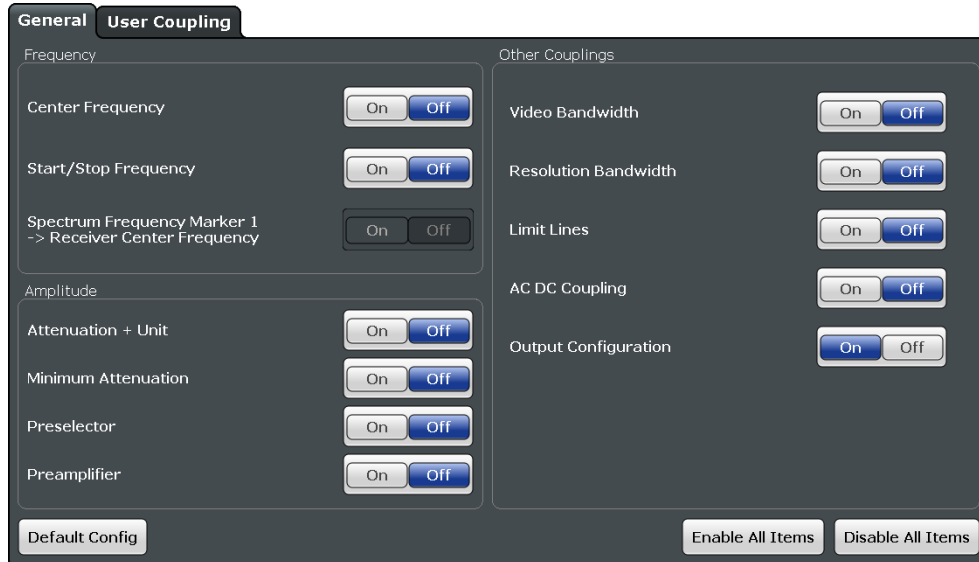 General User Coupling
Frequency
Center Frequency On Off
Start/Stop Frequency On Off
Spectrum Frequency Marker 1
-> Receiver Center Frequency On Off
Amplitude
Attenuation + Unit On Off
Minimum Attenuation On Off
Preselector On Off
Preamplifier On Off
Other Couplings
Video Bandwidth On Off
Resolution Bandwidth On Off
Limit Lines On Off
AC DC Coupling On Off
Output Configuration On Off
Default Config Enable All Items Disable All Items